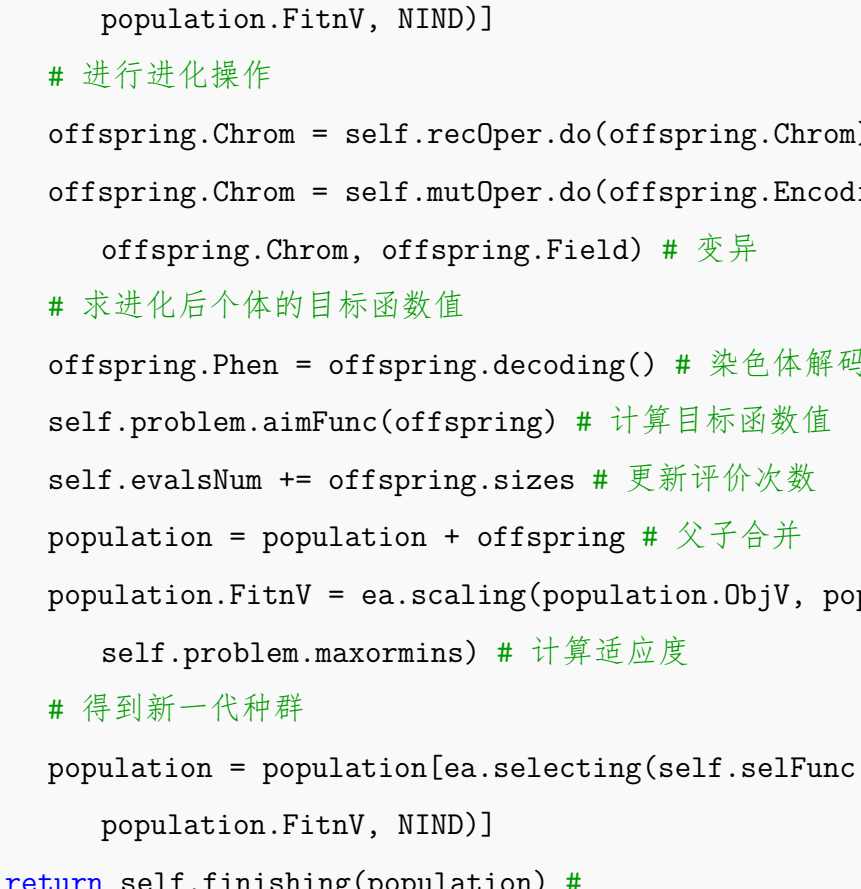 population.FitnV, NIND)]
# 进行进化操作
offspring.Chrom = self.recOper.do(offspring.Chrom)
offspring.Chrom = self.mutOper.do(offspring.Encodi
offspring.Chrom, offspring.Field) # 变异
# 求进化后个体的目标函数值
offspring.Phen = offspring.decoding() # 染色体解码
self.problem.aimFunc(offspring) # 计算目标函数值
self.evalsNum += offspring.sizes # 更新评价次数
population = population + offspring # 父子合并
population.FitnV = ea.scaling(population.ObjV, pop
self.problem.maxormins) # 计算适应度
# 得到新一代种群
population = population[ea.selecting(self.selFunc
population.FitnV, NIND)]
return self.finishing(population) #